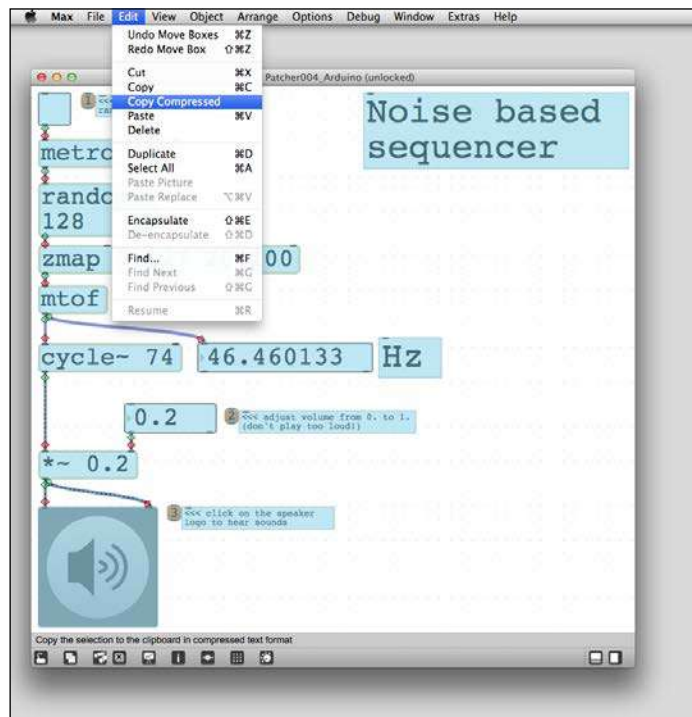 Max File Edit View Object Arrange Options Debug Window Extras Help
Undo Move Boxes ⌘Z
Redo Move Box ⇧⌘Z
Cut ⌘X
Copy ⌘C
Copy Compressed
Paste ⌘V
Delete
Duplicate ⌘D
Select All ⌘A
Paste Picture
Paste Replace ⌥⌘V
Encapsulate ⇧⌘E
De-encapsulate ⇧⌘D
Find... ⌘F
Find Next ⌘G
Find Previous ⇧⌘G
Resume ⌘R
Patcher004_Arduino (unlocked)
1 <<<
Noise based
sequencer
metro
128
zmap
00
mtof
cycle~ 74
46.460133
Hz
0.2
2 <<< adjust volume from 0. to 1.
(don't play too loud!)
*~ 0.2
3 <<< click on the speaker
logo to hear sounds
Copy the selection to the clipboard in compressed text format